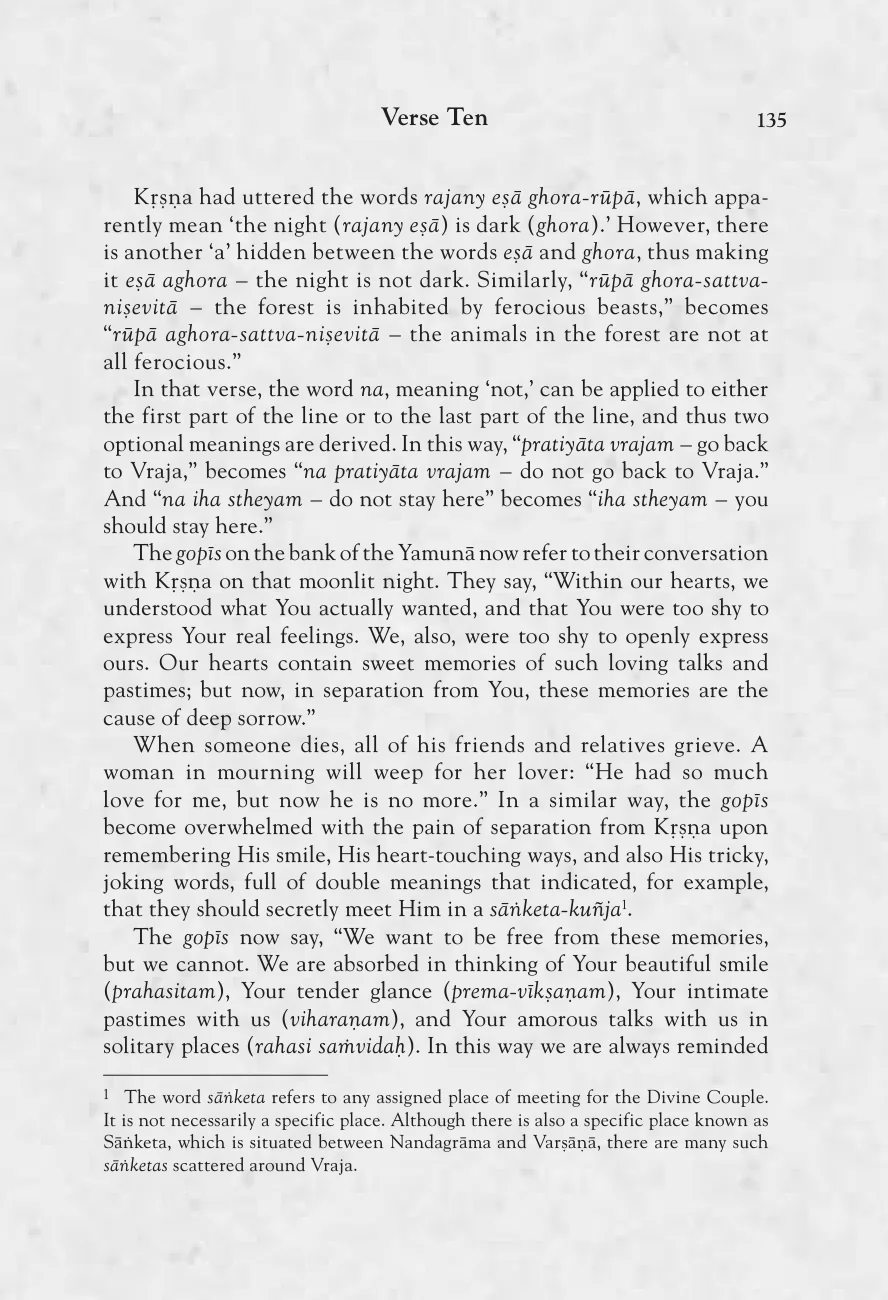 Verse Ten
135
Kṛṣṇa had uttered the words rajany eṣā ghora-rūpā, which appa-
rently mean ‘the night (rajany eṣā) is dark (ghora).’ However, there
is another ‘a’ hidden between the words eṣā and ghora, thus making
it eṣā aghora – the night is not dark. Similarly, “rūpā ghora-sattva-
niṣevitā – the forest is inhabited by ferocious beasts,” becomes
“rūpā aghora-sattva-niṣevitā – the animals in the forest are not at
all ferocious.”
In that verse, the word na, meaning ‘not,’ can be applied to either
the first part of the line or to the last part of the line, and thus two
optional meanings are derived. In this way, “pratiyāta vrajam – go back
to Vraja,” becomes “na pratiyāta vrajam – do not go back to Vraja.”
And “na iha stheyam – do not stay here” becomes “iha stheyam – you
should stay here.”
The gopīs on the bank of the Yamunā now refer to their conversation
with Kṛṣṇa on that moonlit night. They say, “Within our hearts, we
understood what You actually wanted, and that You were too shy to
express Your real feelings. We, also, were too shy to openly express
ours. Our hearts contain sweet memories of such loving talks and
pastimes; but now, in separation from You, these memories are the
cause of deep sorrow.”
When someone dies, all of his friends and relatives grieve. A
woman in mourning will weep for her lover: “He had so much
love for me, but now he is no more.” In a similar way, the gopīs
become overwhelmed with the pain of separation from Kṛṣṇa upon
remembering His smile, His heart-touching ways, and also His tricky,
joking words, full of double meanings that indicated, for example,
that they should secretly meet Him in a sāṅketa-kuñja¹.
The gopīs now say, “We want to be free from these memories,
but we cannot. We are absorbed in thinking of Your beautiful smile
(prahasitam), Your tender glance (prema-vīkṣaṇam), Your intimate
pastimes with us (viharaṇam), and Your amorous talks with us in
solitary places (rahasi saṁvidaḥ). In this way we are always reminded
¹ The word sāṅketa refers to any assigned place of meeting for the Divine Couple.
It is not necessarily a specific place. Although there is also a specific place known as
Sāṅketa, which is situated between Nandagrāma and Varṣāṇā, there are many such
sāṅketas scattered around Vraja.